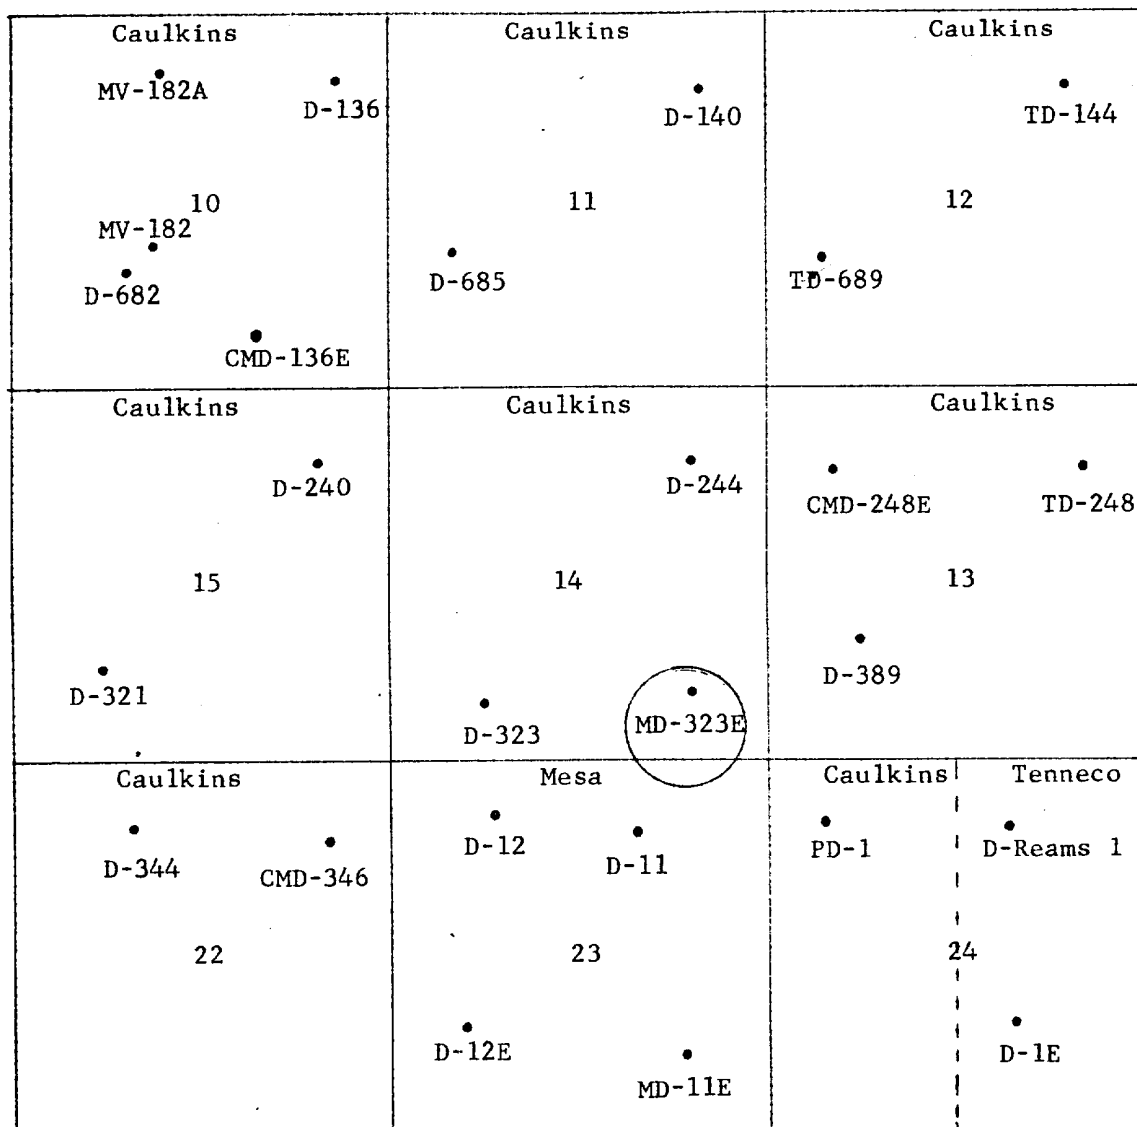 Caulkins
MV-182A
D-136
10
MV-182
D-682
CMD-136E
Caulkins
D-140
11
D-685
Caulkins
TD-144
12
TD-689
Caulkins
D-240
15
D-321
Caulkins
D-244
14
D-323
MD-323E
Caulkins
CMD-248E
TD-248
13
D-389
Caulkins
D-344
CMD-346
22
Mesa
D-12
D-11
23
D-12E
MD-11E
Caulkins
Tenneco
PD-1
D-Reams 1
24
D-1E